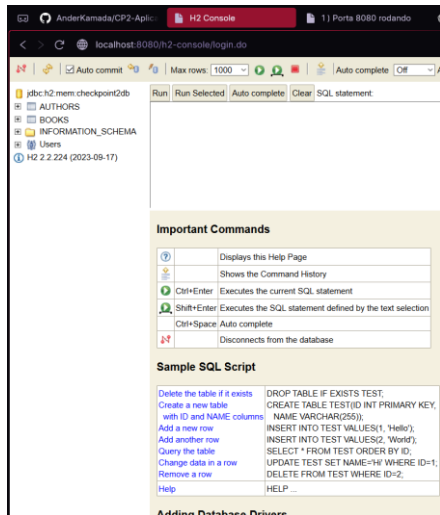 AnderKamada/CP2-Aplic
H2 Console
1) Porta 8080 rodando
localhost:8080/h2-console/login.do
Auto commit
Max rows: 1000
Auto complete Off
jdbc:h2:mem:checkpoint2db
AUTHORS
BOOKS
INFORMATION_SCHEMA
Users
H2 2.2.224 (2023-09-17)
Run Run Selected Auto complete Clear SQL statement:
Important Commands
Displays this Help Page
Shows the Command History
Ctrl+Enter Executes the current SQL statement
Shift+Enter Executes the SQL statement defined by the text selection
Ctrl+Space Auto complete
Disconnects from the database
Sample SQL Script
Delete the table if it exists DROP TABLE IF EXISTS TEST;
Create a new table CREATE TABLE TEST(ID INT PRIMARY KEY,
with ID and NAME columns NAME VARCHAR(255));
Add a new row INSERT INTO TEST VALUES(1, 'Hello');
Add another row INSERT INTO TEST VALUES(2, 'World');
Query the table SELECT * FROM TEST ORDER BY ID;
Change data in a row UPDATE TEST SET NAME='Hi' WHERE ID=1;
Remove a row DELETE FROM TEST WHERE ID=2;
Help HELP ...
Adding Database Drivers